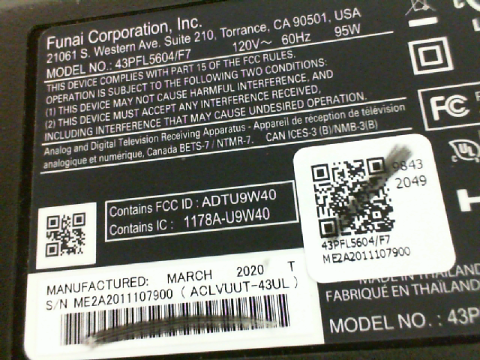 Funai Corporation, Inc.
21061 S. Western Ave. Suite 210, Torrance, CA 90501, USA
MODEL NO.: 43PFL5604/F7 120V~ 60Hz 95W
THIS DEVICE COMPLIES WITH PART 15 OF THE FCC RULES.
OPERATION IS SUBJECT TO THE FOLLOWING TWO CONDITIONS:
(1) THIS DEVICE MAY NOT CAUSE HARMFUL INTERFERENCE, AND
(2) THIS DEVICE MUST ACCEPT ANY INTERFERENCE RECEIVED,
INCLUDING INTERFERENCE THAT MAY CAUSE UNDESIRED OPERATION.
Analog and Digital Television Receiving Apparatus - Appareil de réception de télévision
analogique et numérique, Canada BETS-7 / NTMR-7. CAN ICES-3 (B)/NMB-3(B)
FC
UL
Contains FCC ID : ADTU9W40
Contains IC : 1178A-U9W40
9843
2049
43PFL5604/F7
ME2A2011107900
MANUFACTURED: MARCH 2020 T
S/N ME2A2011107900 ( ACLVUUT-43UL )
MADE IN
FABRIQUÉ EN THAÏL
MODEL NO.: 43P